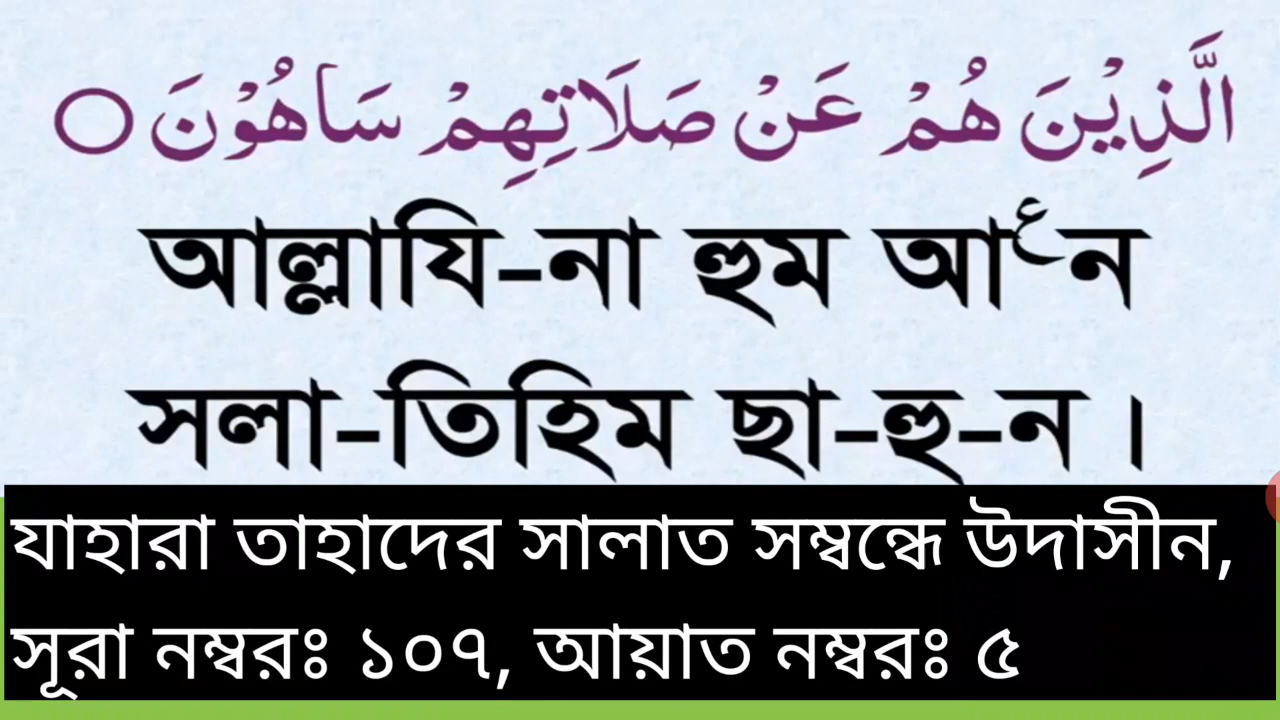 الَّذِيْنَ هُمْ عَنْ صَلَاتِهِمْ سَاهُوْنَ ○
আল্লাযি-না হুম আ'ع'ন
সলা-তিহিম ছা-হু-ন ।
যাহারা তাহাদের সালাত সম্বন্ধে উদাসীন,
সূরা নম্বরঃ ১০৭, আয়াত নম্বরঃ ৫